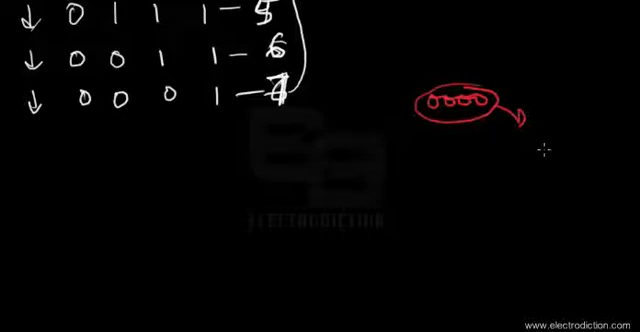 ↓ 0 1 1 1 – 5
↓ 0 0 1 1 – 6
↓ 0 0 0 1 – 7
0000
ELECTRODICTION
www.electrodiction.com